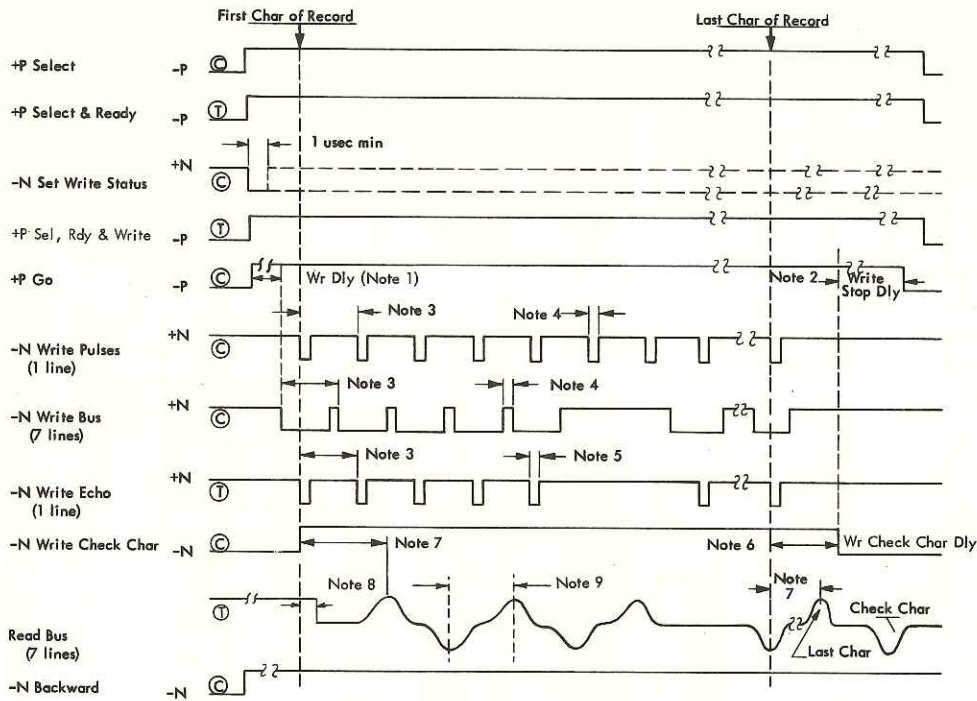 First Char of Record
Last Char of Record
+P Select
-P
C
+P Select & Ready
-P
T
1 usec min
+N
-N Set Write Status
C
+P Sel, Rdy & Write
-P
T
+P Go
-P
C
Wr Dly (Note 1)
Note 2
Write
Stop Dly
Note 3
Note 4
+N
-N Write Pulses
(1 line)
C
Note 3
Note 4
+N
-N Write Bus
(7 lines)
C
Note 3
Note 5
+N
-N Write Echo
(1 line)
T
-N Write Check Char
-N
C
Note 7
Note 6
Wr Check Char Dly
Note 8
Note 9
Note
7
T
Check Char
Read Bus
(7 lines)
Last Char
-N Backward
-N
C